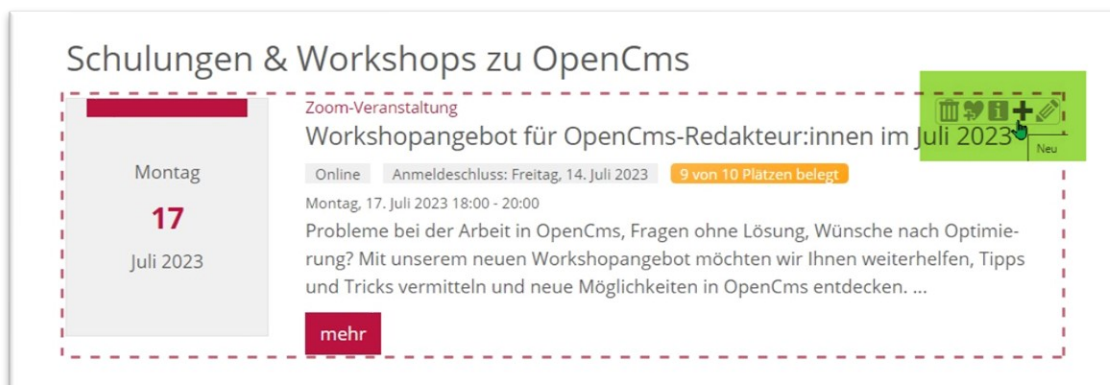 Schulungen & Workshops zu OpenCms
Zoom-Veranstaltung
Workshopangebot für OpenCms-Redakteur:innen im Juli 2023
Neu
Montag
17
Juli 2023
Online Anmeldeschluss: Freitag, 14. Juli 2023 9 von 10 Plätzen belegt
Montag, 17. Juli 2023 18:00 - 20:00
Probleme bei der Arbeit in OpenCms, Fragen ohne Lösung, Wünsche nach Optimie-
rung? Mit unserem neuen Workshopangebot möchten wir Ihnen weiterhelfen, Tipps
und Tricks vermitteln und neue Möglichkeiten in OpenCms entdecken. ...
mehr